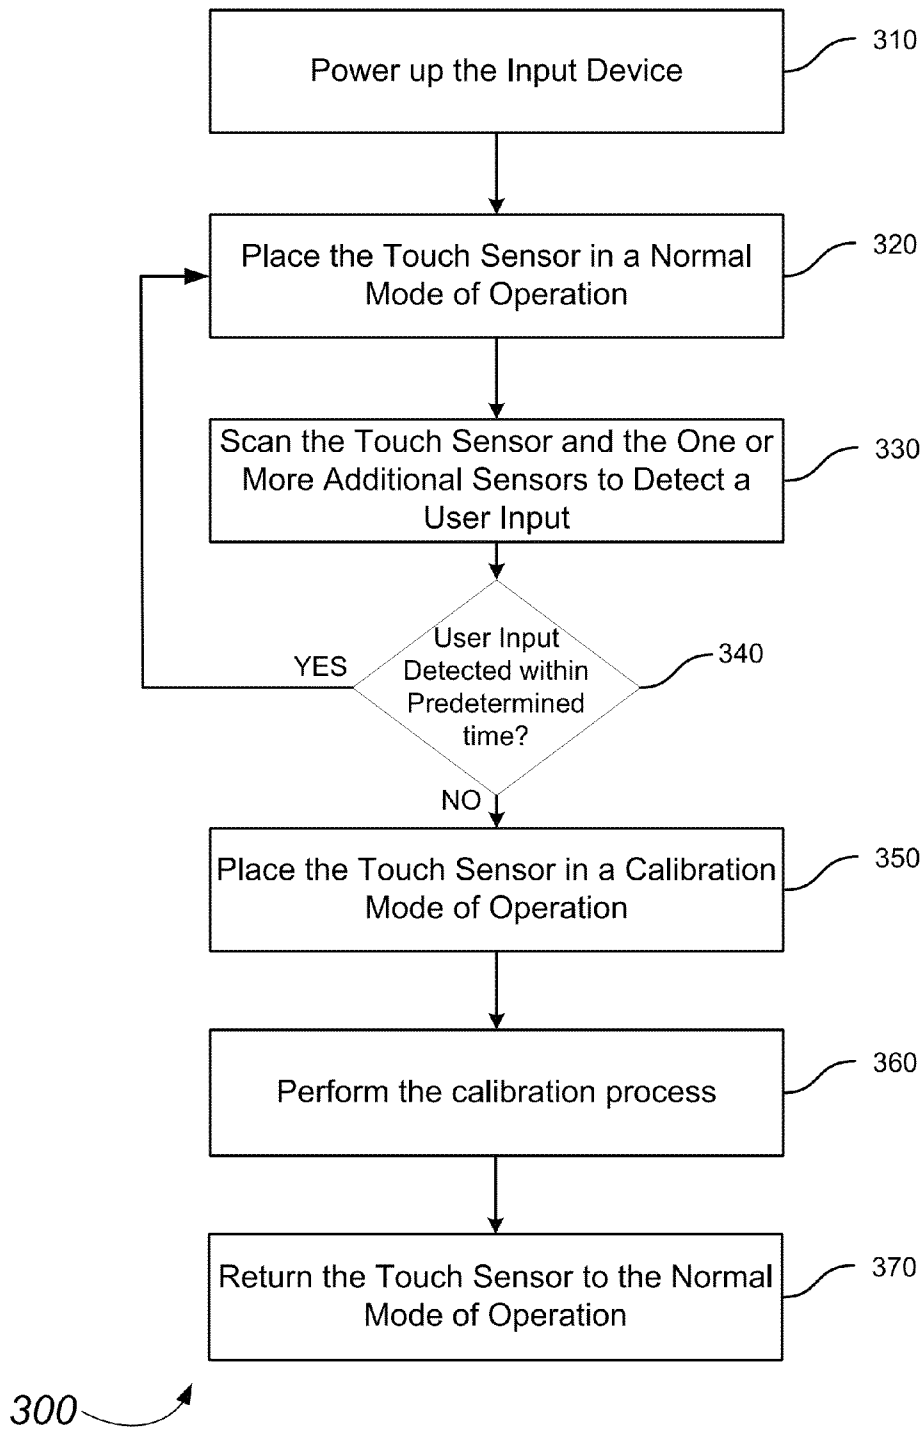 310
Power up the Input Device
320
Place the Touch Sensor in a Normal
Mode of Operation
330
Scan the Touch Sensor and the One or
More Additional Sensors to Detect a
User Input
340
User Input
Detected within
Predetermined
time?
YES
NO
350
Place the Touch Sensor in a Calibration
Mode of Operation
360
Perform the calibration process
370
Return the Touch Sensor to the Normal
Mode of Operation
300